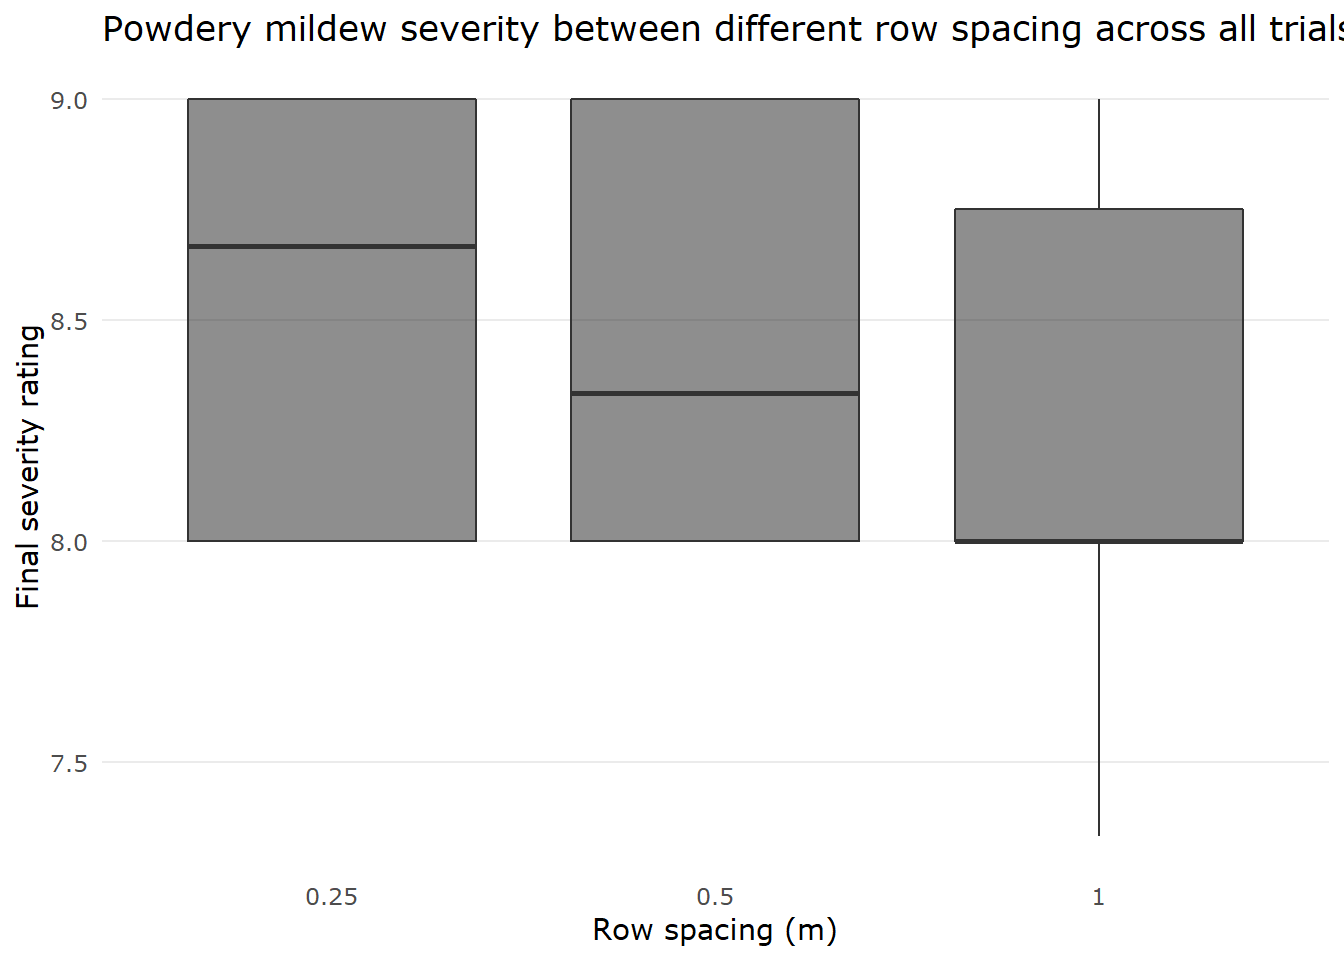 Powdery mildew severity between different row spacing across all trials
9.0
8.5
8.0
7.5
Final severity rating
0.25 0.5 1
Row spacing (m)